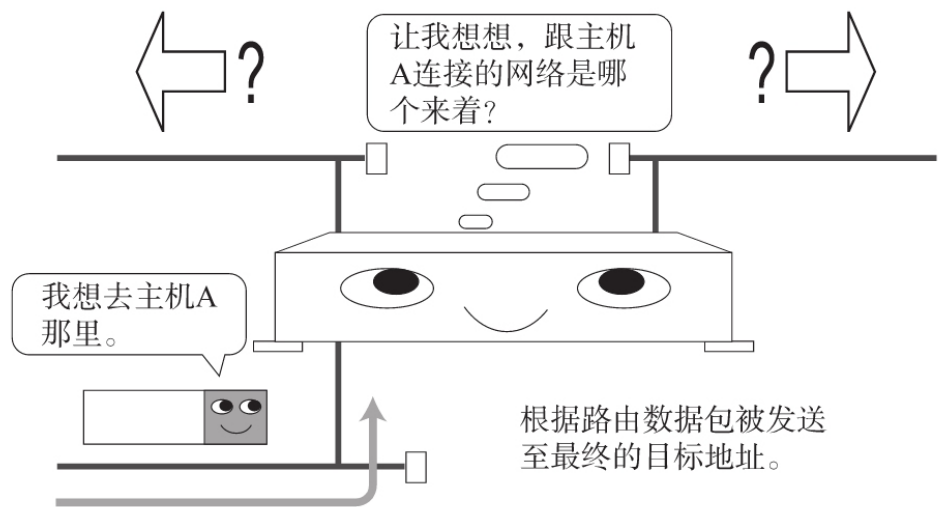 ?
让我想想，跟主机
A连接的网络是哪
个来着？
?
我想去主机A
那里。
根据路由数据包被发送
至最终的目标地址。